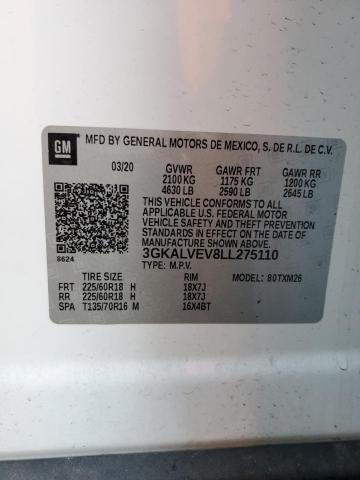 GM
MFD BY GENERAL MOTORS DE MEXICO, S. DE R.L. DE C.V.
03/20 GVWR GAWR FRT GAWR RR
2100 KG 1175 KG 1200 KG
4630 LB 2590 LB 2645 LB
THIS VEHICLE CONFORMS TO ALL
APPLICABLE U.S. FEDERAL MOTOR
VEHICLE SAFETY AND THEFT PREVENTION
STANDARDS IN EFFECT ON THE DATE OF
MANUFACTURE SHOWN ABOVE.
8624 3GKALVEV8LL275110
TYPE: M.P.V.
TIRE SIZE RIM 80TXM26
FRT 225/60R18 H 18X7J
RR 225/60R18 H 18X7J
SPA T135/70R16 M 16X4BT